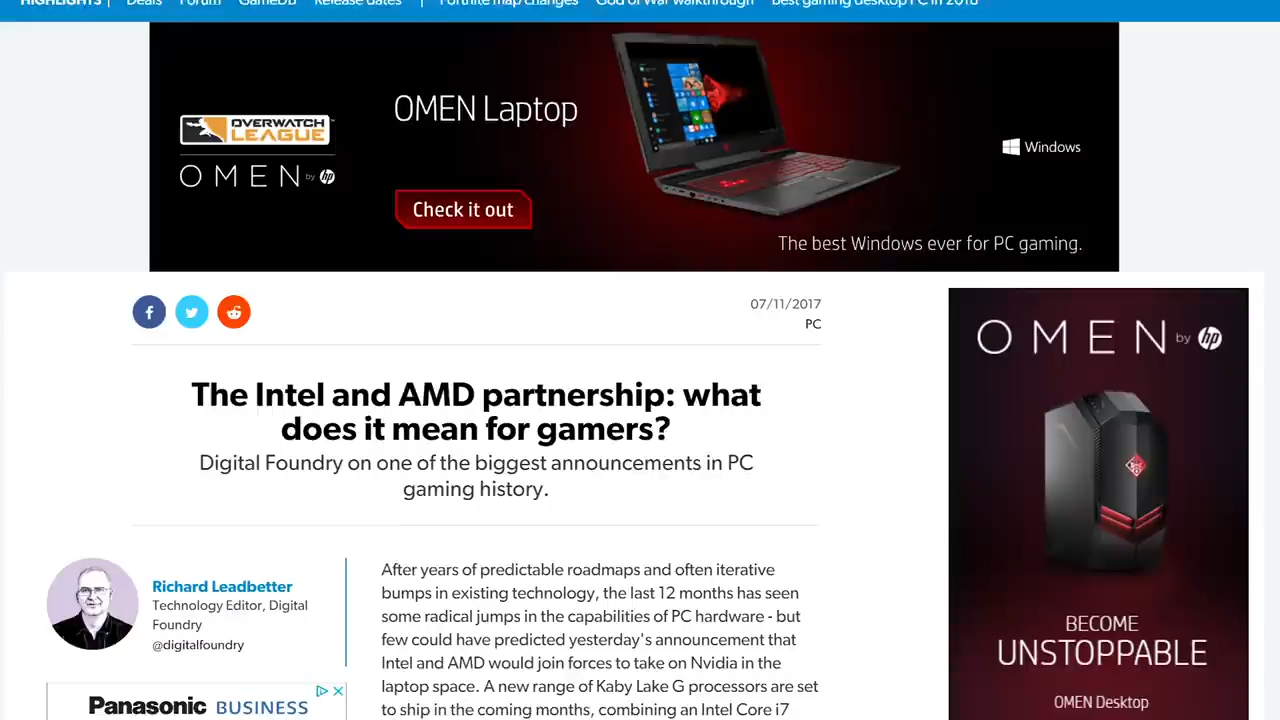 HIGHLIGHTS | Deals Forum GameDB Release dates | Fortnite map changes God of War walkthrough Best gaming desktop PC in 2018
OVERWATCH
LEAGUE
OMEN by hp
OMEN Laptop
Check it out
Windows
The best Windows ever for PC gaming.
07/11/2017
PC
The Intel and AMD partnership: what
does it mean for gamers?
Digital Foundry on one of the biggest announcements in PC
gaming history.
Richard Leadbetter
Technology Editor, Digital
Foundry
@digitalfoundry
Panasonic BUSINESS
After years of predictable roadmaps and often iterative
bumps in existing technology, the last 12 months has seen
some radical jumps in the capabilities of PC hardware - but
few could have predicted yesterday's announcement that
Intel and AMD would join forces to take on Nvidia in the
laptop space. A new range of Kaby Lake G processors are set
to ship in the coming months, combining an Intel Core i7
OMEN by hp
BECOME
UNSTOPPABLE
OMEN Desktop